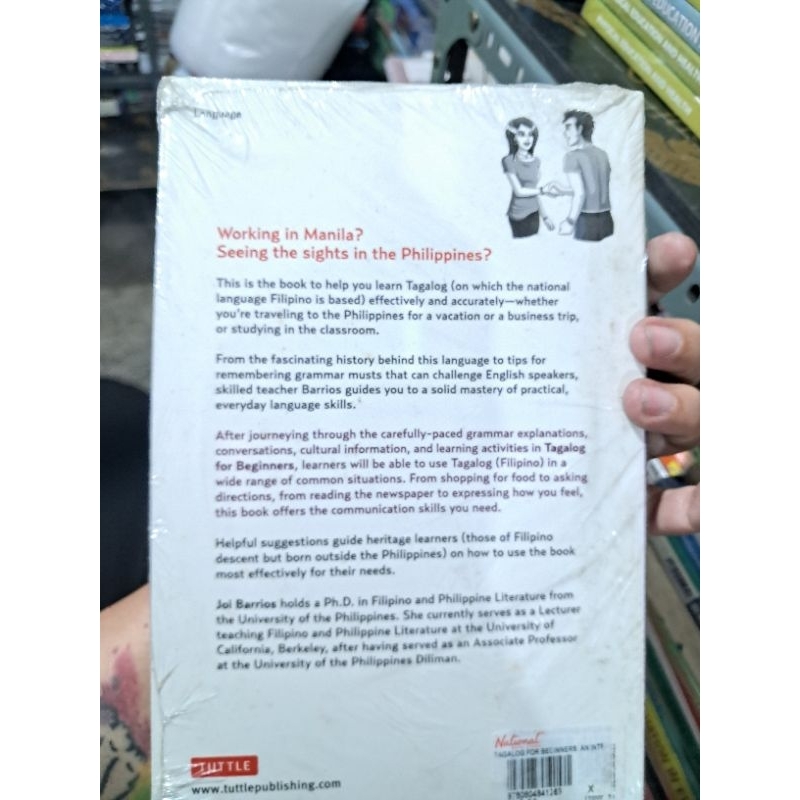 Language
Working in Manila?
Seeing the sights in the Philippines?
This is the book to help you learn Tagalog (on which the national
language Filipino is based) effectively and accurately—whether
you're traveling to the Philippines for a vacation or a business trip,
or studying in the classroom.
From the fascinating history behind this language to tips for
remembering grammar musts that can challenge English speakers,
skilled teacher Barrios guides you to a solid mastery of practical,
everyday language skills.
After journeying through the carefully-paced grammar explanations,
conversations, cultural information, and learning activities in Tagalog
for Beginners, learners will be able to use Tagalog (Filipino) in a
wide range of common situations. From shopping for food to asking
directions, from reading the newspaper to expressing how you feel,
this book offers the communication skills you need.
Helpful suggestions guide heritage learners (those of Filipino
descent but born outside the Philippines) on how to use the book
most effectively for their needs.
Joi Barrios holds a Ph.D. in Filipino and Philippine Literature from
the University of the Philippines. She currently serves as a Lecturer
teaching Filipino and Philippine Literature at the University of
California, Berkeley, after having served as an Associate Professor
at the University of the Philippines Diliman.
TUTTLE
www.tuttlepublishing.com
National
TAGALOG FOR BEGINNERS: AN INTR
X
EDUCATION